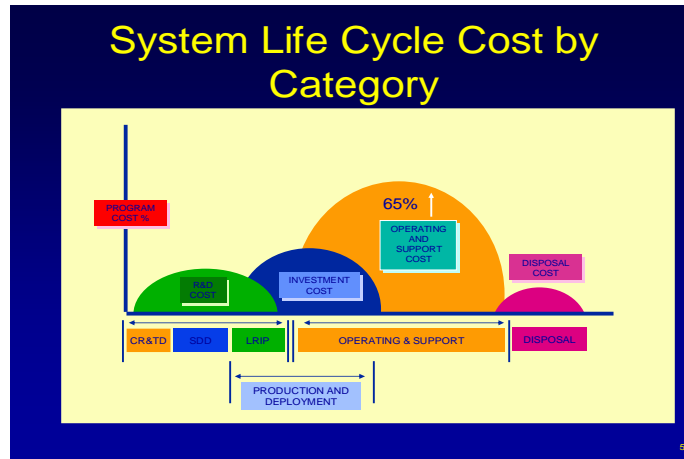 System Life Cycle Cost by
Category
65%
PROGRAM
COST %
OPERATING
AND
SUPPORT
COST
DISPOSAL
COST
R&D
COST
INVESTMENT
COST
CR&TD
SDD
LRIP
OPERATING & SUPPORT
DISPOSAL
PRODUCTION AND
DEPLOYMENT
5